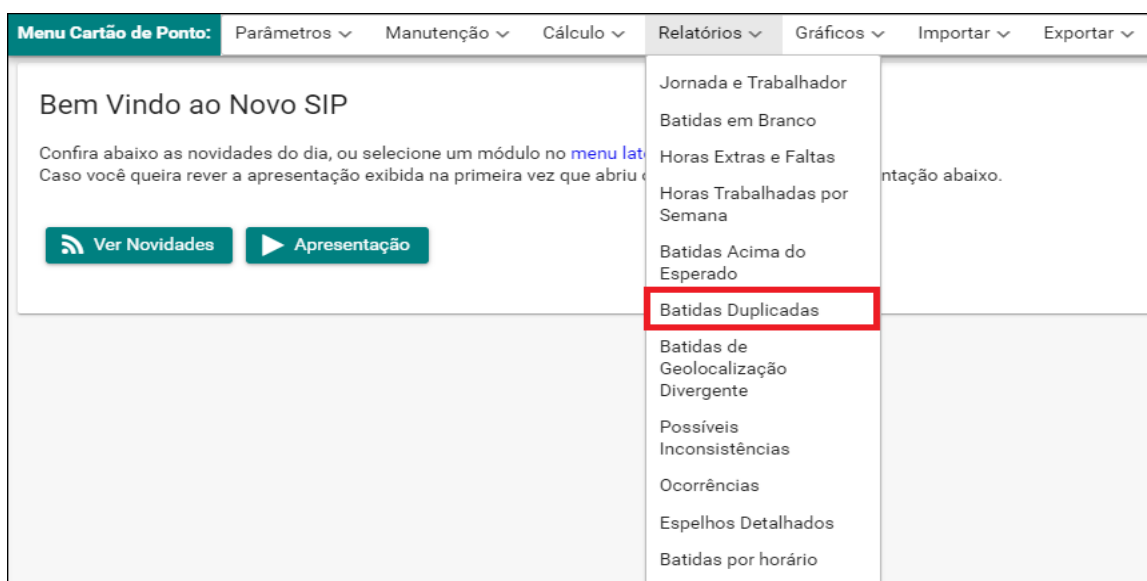 Menu Cartão de Ponto: Parâmetros Manutenção Cálculo Relatórios Gráficos Importar Exportar
Bem Vindo ao Novo SIP
Confira abaixo as novidades do dia, ou selecione um módulo no menu lat
Caso você queira rever a apresentação exibida na primeira vez que abriu ntação abaixo.
Ver Novidades Apresentação
Jornada e Trabalhador
Batidas em Branco
Horas Extras e Faltas
Horas Trabalhadas por
Semana
Batidas Acima do
Esperado
Batidas Duplicadas
Batidas de
Geolocalização
Divergente
Possíveis
Inconsistências
Ocorrências
Espelhos Detalhados
Batidas por horário